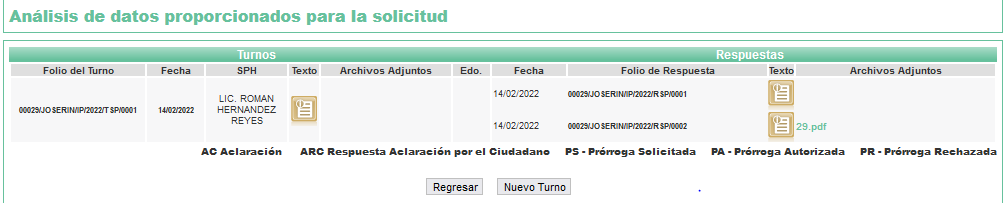 Análisis de datos proporcionados para la solicitud
Turnos Respuestas
Folio del Turno Fecha SPH Texto Archivos Adjuntos Edo. Fecha Folio de Respuesta Texto Archivos Adjuntos
00029/JOSERIN/IP/2022/TSP/0001 14/02/2022 LIC. ROMAN HERNANDEZ REYES
14/02/2022 00029/JOSERIN/IP/2022/RSP/0001
14/02/2022 00029/JOSERIN/IP/2022/RSP/0002 29.pdf
AC Aclaración ARC Respuesta Aclaración por el Ciudadano PS - Prórroga Solicitada PA - Prórroga Autorizada PR - Prórroga Rechazada
Regresar Nuevo Turno